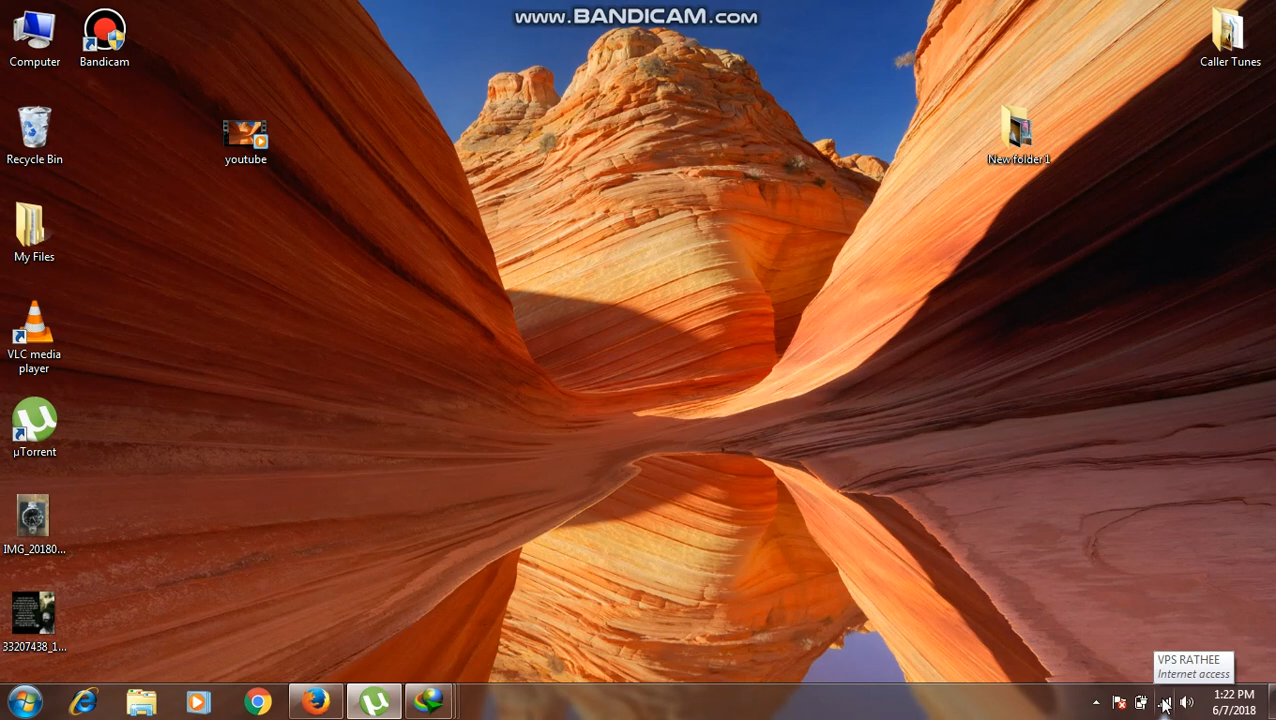 www.BANDICAM.com
Computer
Bandicam
Caller Tunes
Recycle Bin
youtube
New folder 1
My Files
VLC media
player
µTorrent
IMG_20180...
33207438_1...
VPS RATHEE
Internet access
1:22 PM
6/7/2018